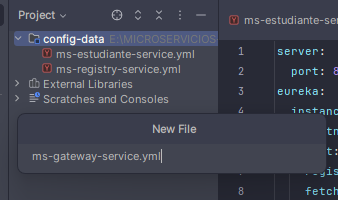 Project
config-data E:\MICROSERVICIOS
ms-estudiante-service.yml
ms-registry-service.yml
External Libraries
Scratches and Consoles
New File
ms-gateway-service.yml
ms-estudiante-se
1 server:
2 port: 8
3 eureka:
4 instanc
5
6
7
8 fetch